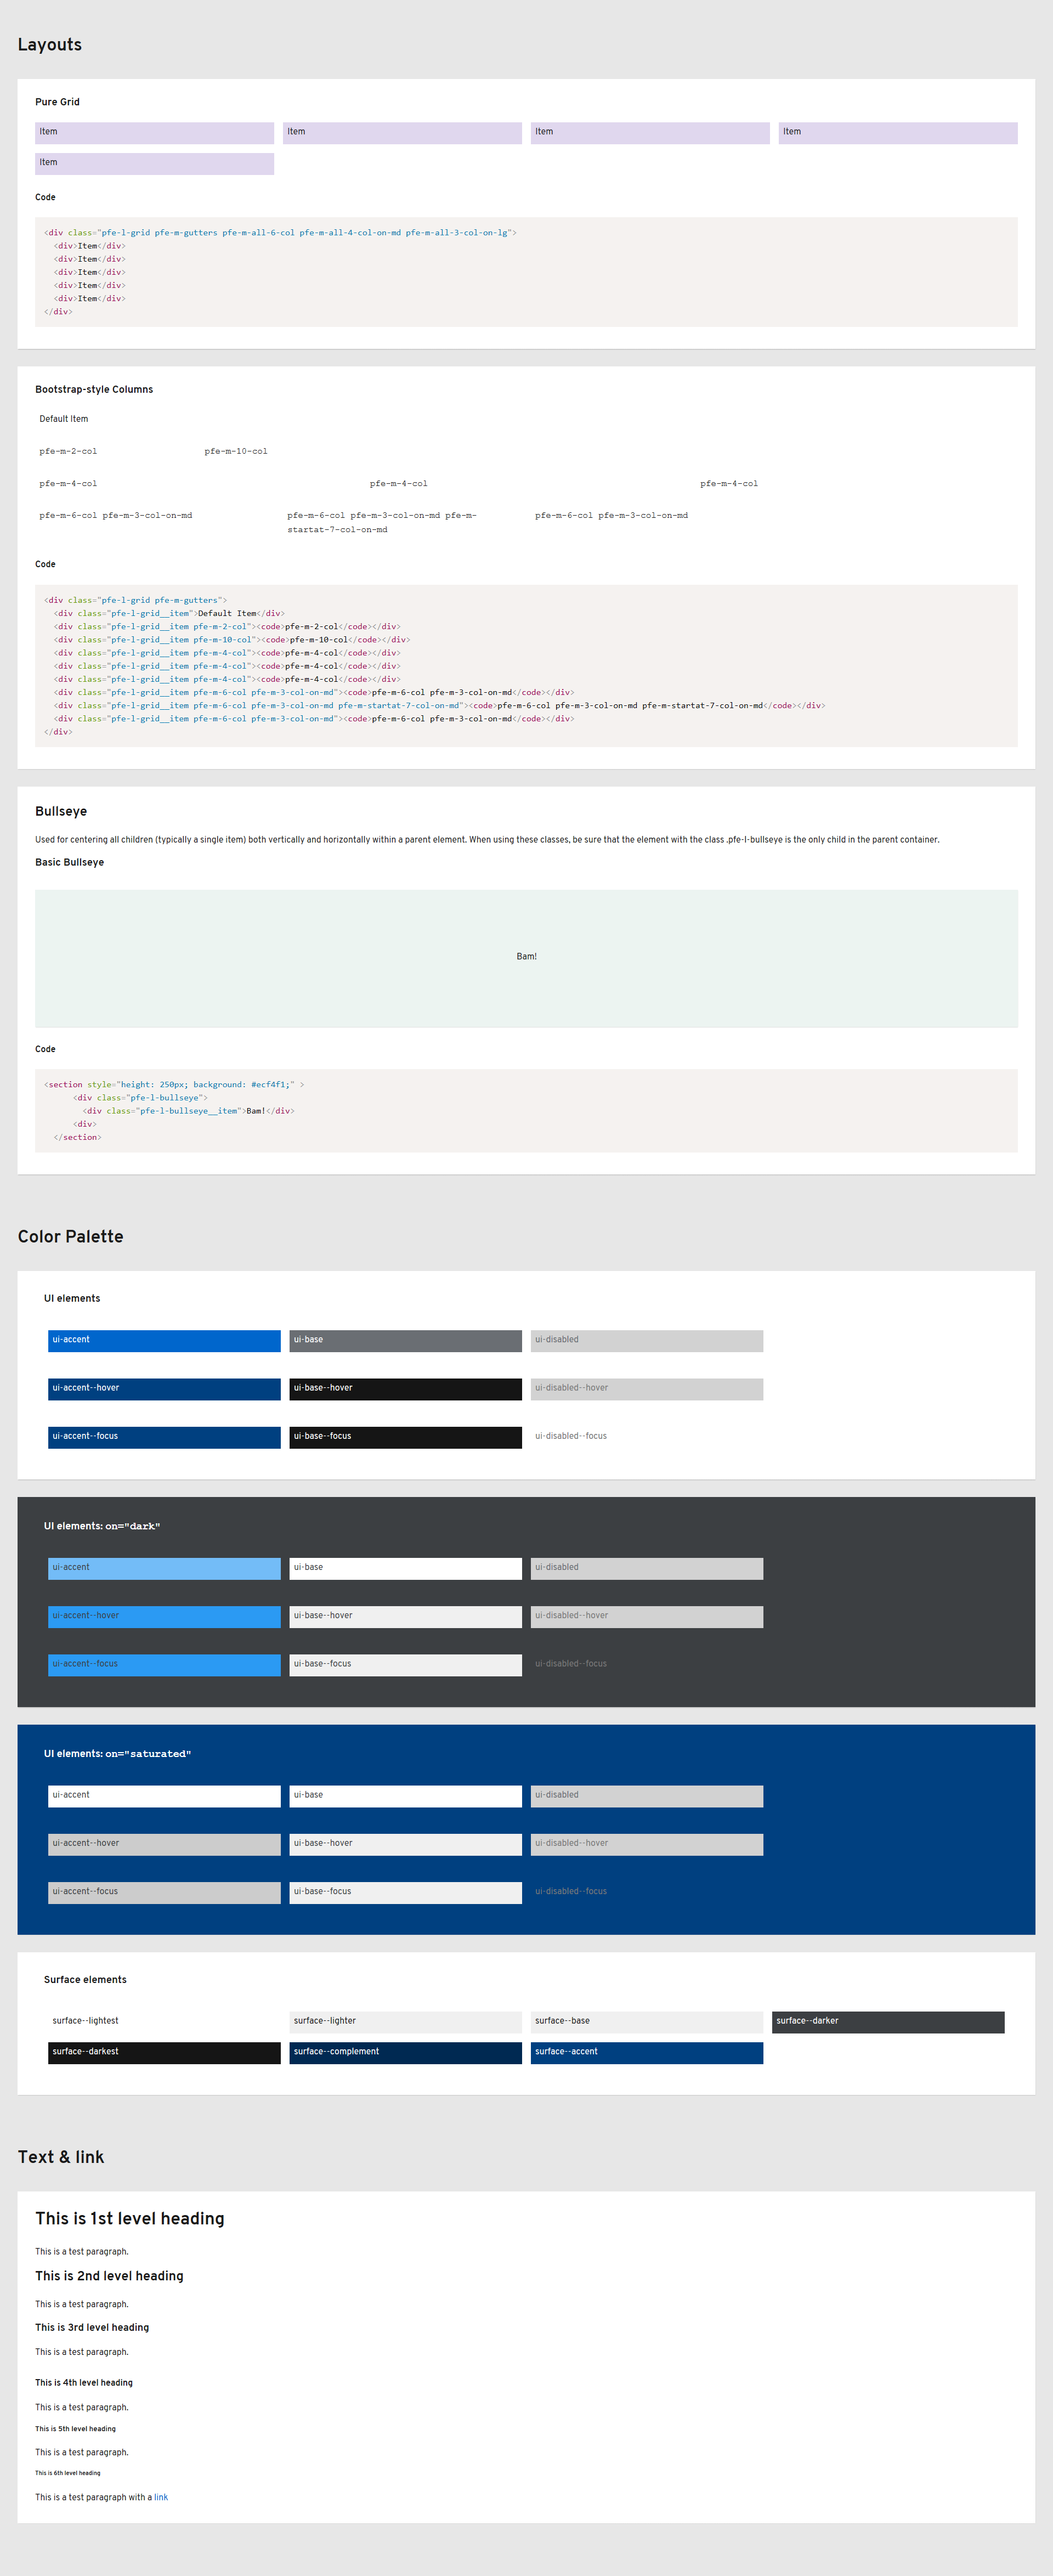 Layouts
Pure Grid
Item Item Item Item
Item
Code
<div class="pfe-l-grid pfe-m-gutters pfe-m-all-6-col pfe-m-all-4-col-on-md pfe-m-all-3-col-on-lg">
<div>Item</div>
<div>Item</div>
<div>Item</div>
<div>Item</div>
<div>Item</div>
</div>
Bootstrap-style Columns
Default Item
pfe-m-2-col pfe-m-10-col
pfe-m-4-col pfe-m-4-col pfe-m-4-col
pfe-m-6-col pfe-m-3-col-on-md pfe-m-6-col pfe-m-3-col-on-md pfe-m- pfe-m-6-col pfe-m-3-col-on-md
startat-7-col-on-md
Code
<div class="pfe-l-grid pfe-m-gutters">
<div class="pfe-l-grid__item">Default Item</div>
<div class="pfe-l-grid__item pfe-m-2-col"><code>pfe-m-2-col</code></div>
<div class="pfe-l-grid__item pfe-m-10-col"><code>pfe-m-10-col</code></div>
<div class="pfe-l-grid__item pfe-m-4-col"><code>pfe-m-4-col</code></div>
<div class="pfe-l-grid__item pfe-m-4-col"><code>pfe-m-4-col</code></div>
<div class="pfe-l-grid__item pfe-m-4-col"><code>pfe-m-4-col</code></div>
<div class="pfe-l-grid__item pfe-m-6-col pfe-m-3-col-on-md"><code>pfe-m-6-col pfe-m-3-col-on-md</code></div>
<div class="pfe-l-grid__item pfe-m-6-col pfe-m-3-col-on-md pfe-m-startat-7-col-on-md"><code>pfe-m-6-col pfe-m-3-col-on-md pfe-m-startat-7-col-on-md</code></div>
<div class="pfe-l-grid__item pfe-m-6-col pfe-m-3-col-on-md"><code>pfe-m-6-col pfe-m-3-col-on-md</code></div>
</div>
Bullseye
Used for centering all children (typically a single item) both vertically and horizontally within a parent element. When using these classes, be sure that the element with the class .pfe-l-bullseye is the only child in the parent container.
Basic Bullseye
Bam!
Code
<section style="height: 250px; background: #ecf4f1;" >
<div class="pfe-l-bullseye">
<div class="pfe-l-bullseye__item">Bam!</div>
<div>
</section>
Color Palette
UI elements
ui-accent ui-base ui-disabled
ui-accent--hover ui-base--hover ui-disabled--hover
ui-accent--focus ui-base--focus ui-disabled--focus
UI elements: on="dark"
ui-accent ui-base ui-disabled
ui-accent--hover ui-base--hover ui-disabled--hover
ui-accent--focus ui-base--focus ui-disabled--focus
UI elements: on="saturated"
ui-accent ui-base ui-disabled
ui-accent--hover ui-base--hover ui-disabled--hover
ui-accent--focus ui-base--focus ui-disabled--focus
Surface elements
surface--lightest surface--lighter surface--base surface--darker
surface--darkest surface--complement surface--accent
Text & link
This is 1st level heading
This is a test paragraph.
This is 2nd level heading
This is a test paragraph.
This is 3rd level heading
This is a test paragraph.
This is 4th level heading
This is a test paragraph.
This is 5th level heading
This is a test paragraph.
This is 6th level heading
This is a test paragraph with a link